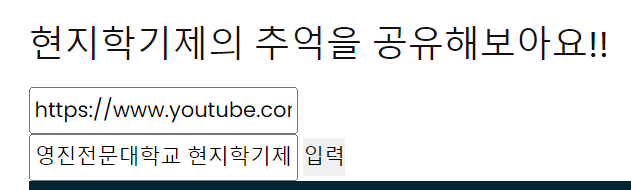 현지학기제의 추억을 공유해보아요!!
https://www.youtube.com
영진전문대학교 현지학기제 입력